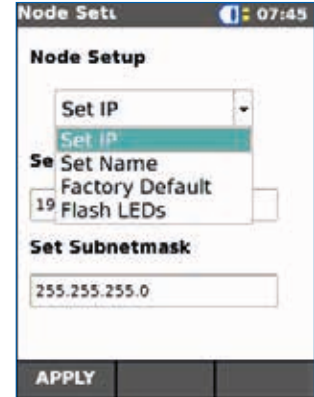 Node Setu 07:45
Node Setup
Set IP
Set IP
Se Set Name
Factory Default
19 Flash LEDs
Set Subnetmask
255.255.255.0
APPLY